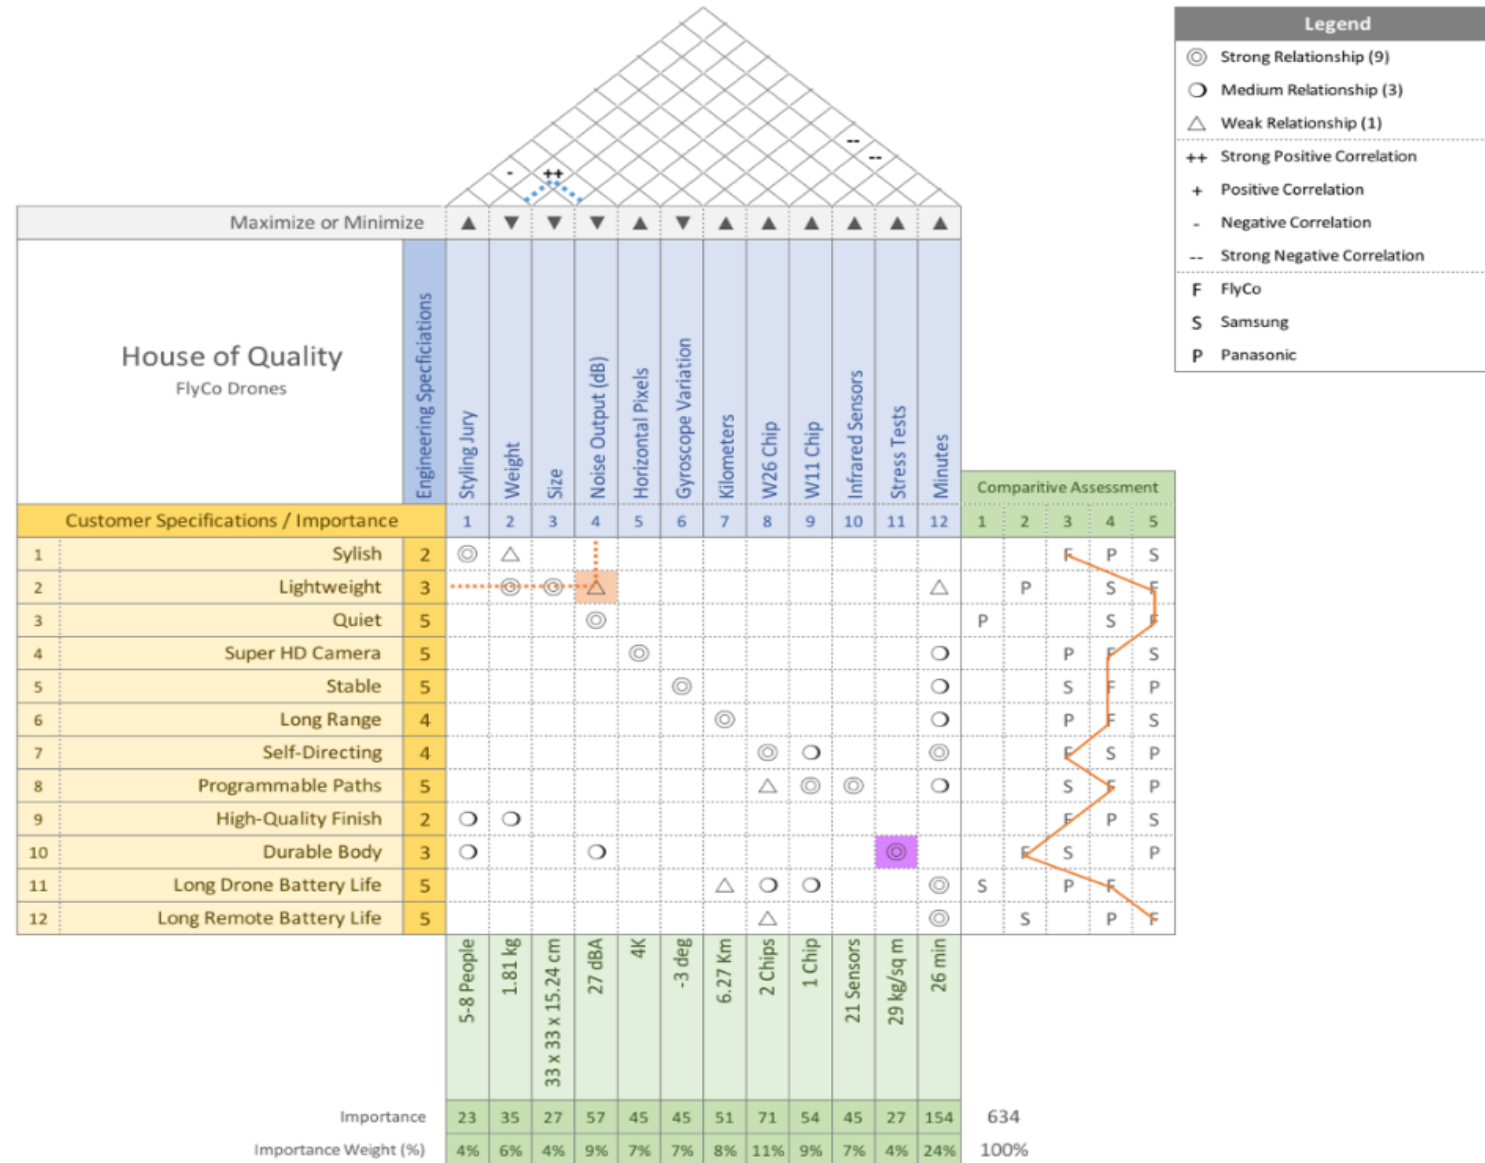 Legend
Strong Relationship (9)
Medium Relationship (3)
Weak Relationship (1)
++ Strong Positive Correlation
+ Positive Correlation
- Negative Correlation
-- Strong Negative Correlation
F FlyCo
S Samsung
P Panasonic
--
--
- ++
Maximize or Minimize
House of Quality
FlyCo Drones
Engineering Specficiations
Styling Jury
Weight
Size
Noise Output (dB)
Horizontal Pixels
Gyroscope Variation
Kilometers
W26 Chip
W11 Chip
Infrared Sensors
Stress Tests
Minutes
Comparitive Assessment
Customer Specifications / Importance 1 2 3 4 5 6 7 8 9 10 11 12 1 2 3 4 5
1 Sylish 2 F P S
2 Lightweight 3 P S F
3 Quiet 5 P S F
4 Super HD Camera 5 P F S
5 Stable 5 S F P
6 Long Range 4 P F S
7 Self-Directing 4 F S P
8 Programmable Paths 5 S F P
9 High-Quality Finish 2 F P S
10 Durable Body 3 F S P
11 Long Drone Battery Life 5 S P F
12 Long Remote Battery Life 5 S P F
5-8 People
1.81 kg
33 x 33 x 15.24 cm
27 dBA
4K
-3 deg
6.27 Km
2 Chips
1 Chip
21 Sensors
29 kg/sq m
26 min
Importance 23 35 27 57 45 45 51 71 54 45 27 154 634
Importance Weight (%) 4% 6% 4% 9% 7% 7% 8% 11% 9% 7% 4% 24% 100%